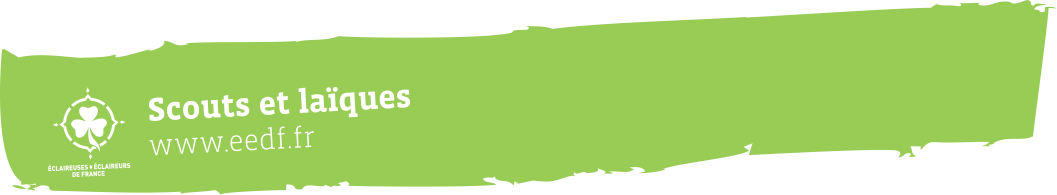 Scouts et laïques
www.eedf.fr
ÉCLAIREUSES • ÉCLAIREURS
DE FRANCE